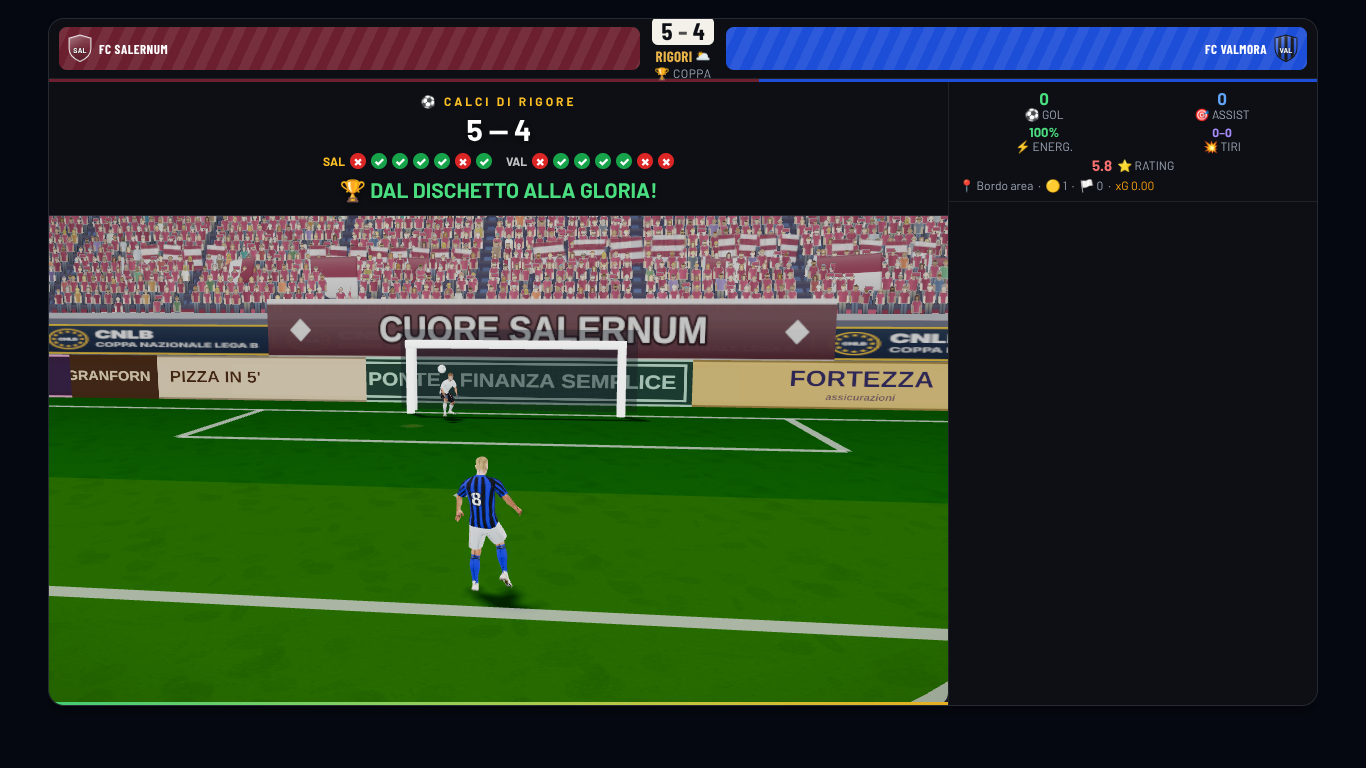 SAL FC SALERNUM
5 - 4
RIGORI
COPPA
FC VALMORA VAL
CALCI DI RIGORE
5 — 4
SAL VAL
DAL DISCHETTO ALLA GLORIA!
0 0
GOL ASSIST
100% 0-0
ENERG. TIRI
5.8 RATING
Bordo area · 1 · 0 · xG 0.00
CUORE SALERNUM
CNLB
COPPA NAZIONALE LEGA B
GRANFORN
PIZZA IN 5'
PONTE FINANZA SEMPLICE
FORTEZZA
assicurazioni
8